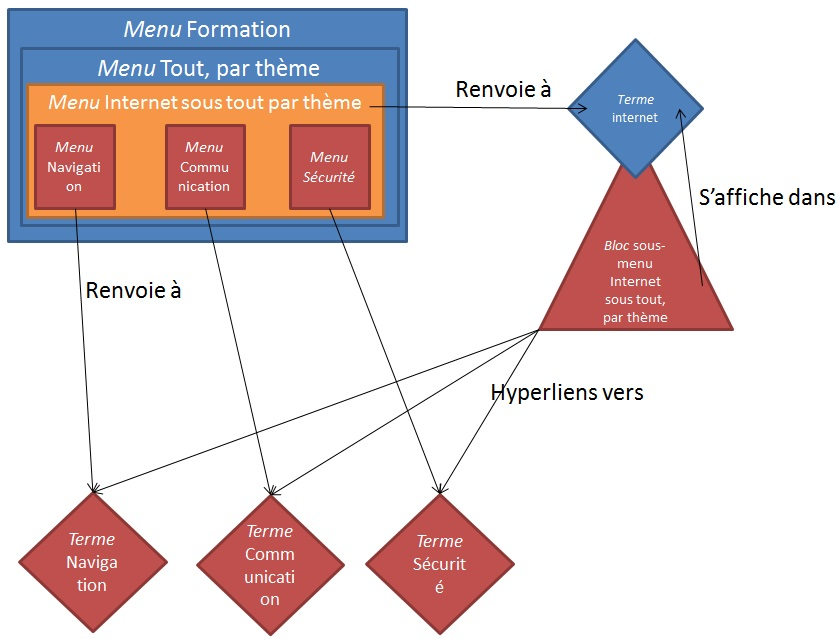 Menu Formation
Menu Tout, par thème
Menu Internet sous tout par thème
Menu
Navigati
on
Menu
Commu
nication
Menu
Sécurité
Renvoie à
Terme
internet
S’affiche dans
Bloc sous-
menu
Internet
sous tout,
par thème
Renvoie à
Hyperliens vers
Terme
Naviga
tion
Terme
Comm
unicati
on
Terme
Sécurit
é